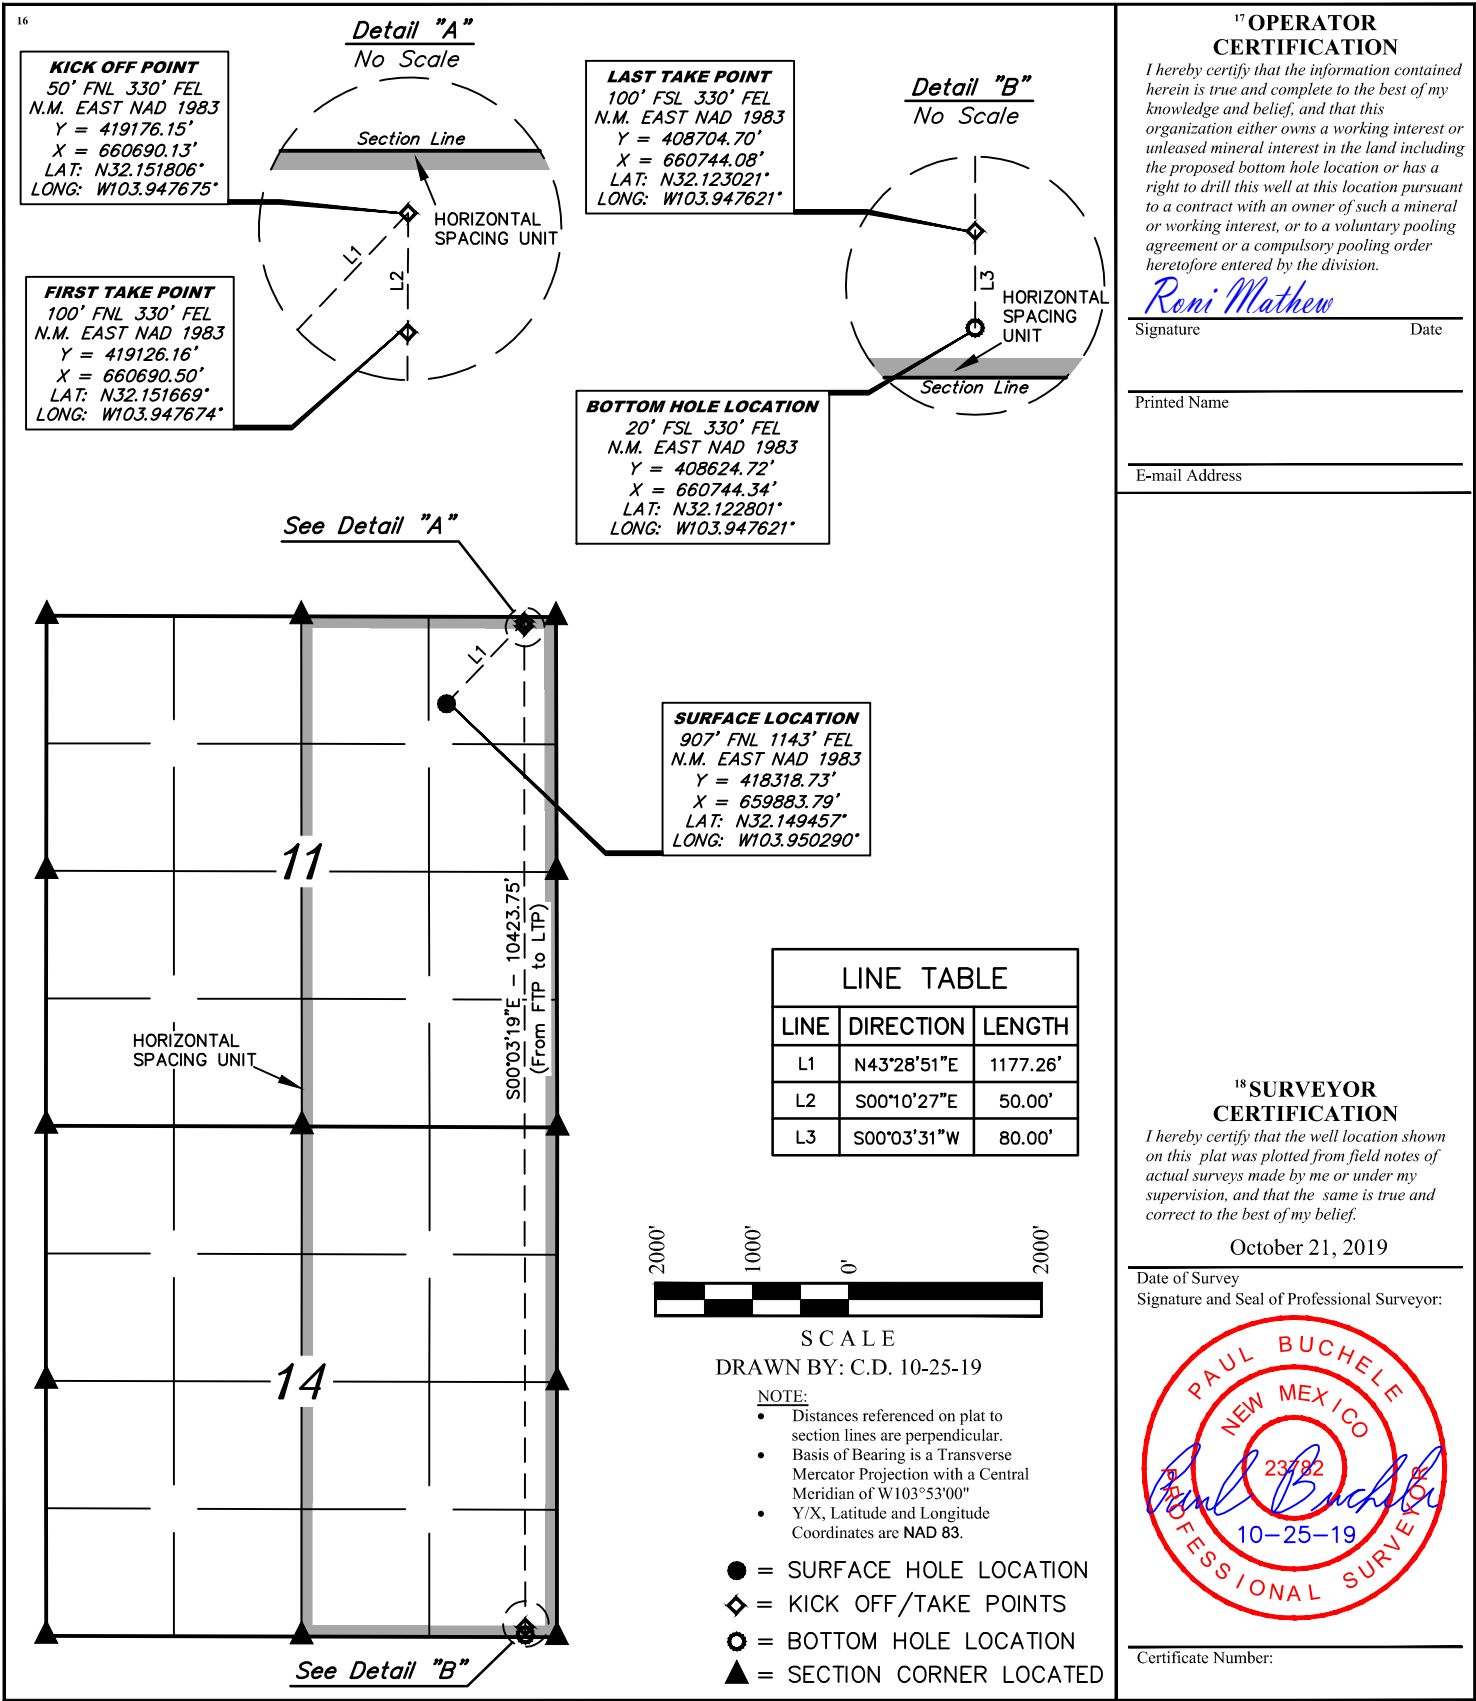 16
Detail "A"
No Scale
KICK OFF POINT
50' FNL 330' FEL
N.M. EAST NAD 1983
Y = 419176.15'
X = 660690.13'
LAT: N32.151806°
LONG: W103.947675°
Section Line
HORIZONTAL
SPACING UNIT
L1
L2
FIRST TAKE POINT
100' FNL 330' FEL
N.M. EAST NAD 1983
Y = 419126.16'
X = 660690.50'
LAT: N32.151669°
LONG: W103.947674°
LAST TAKE POINT
100' FSL 330' FEL
N.M. EAST NAD 1983
Y = 408704.70'
X = 660744.08'
LAT: N32.123021°
LONG: W103.947621°
Detail "B"
No Scale
L3
HORIZONTAL
SPACING
UNIT
Section Line
BOTTOM HOLE LOCATION
20' FSL 330' FEL
N.M. EAST NAD 1983
Y = 408624.72'
X = 660744.34'
LAT: N32.122801°
LONG: W103.947621°
See Detail "A"
L1
SURFACE LOCATION
907' FNL 1143' FEL
N.M. EAST NAD 1983
Y = 418318.73'
X = 659883.79'
LAT: N32.149457°
LONG: W103.950290°
11
S00°03'19"E - 10423.75'
(From FTP to LTP)
HORIZONTAL
SPACING UNIT
14
See Detail "B"
LINE TABLE
LINE DIRECTION LENGTH
L1 N43°28'51"E 1177.26'
L2 S00°10'27"E 50.00'
L3 S00°03'31"W 80.00'
2000' 1000' 0' 2000'
SCALE
DRAWN BY: C.D. 10-25-19
NOTE:
• Distances referenced on plat to
section lines are perpendicular.
• Basis of Bearing is a Transverse
Mercator Projection with a Central
Meridian of W103°53'00"
• Y/X, Latitude and Longitude
Coordinates are NAD 83.
= SURFACE HOLE LOCATION
= KICK OFF/TAKE POINTS
= BOTTOM HOLE LOCATION
= SECTION CORNER LOCATED
17 OPERATOR
CERTIFICATION
I hereby certify that the information contained
herein is true and complete to the best of my
knowledge and belief, and that this
organization either owns a working interest or
unleased mineral interest in the land including
the proposed bottom hole location or has a
right to drill this well at this location pursuant
to a contract with an owner of such a mineral
or working interest, or to a voluntary pooling
agreement or a compulsory pooling order
heretofore entered by the division.
Roni Mathew
Signature Date
Printed Name
E-mail Address
18 SURVEYOR
CERTIFICATION
I hereby certify that the well location shown
on this plat was plotted from field notes of
actual surveys made by me or under my
supervision, and that the same is true and
correct to the best of my belief.
October 21, 2019
Date of Survey
Signature and Seal of Professional Surveyor:
PAUL BUCHELE
NEW MEXICO
23782
Paul Buchele
10-25-19
PROFESSIONAL SURVEYOR
Certificate Number: